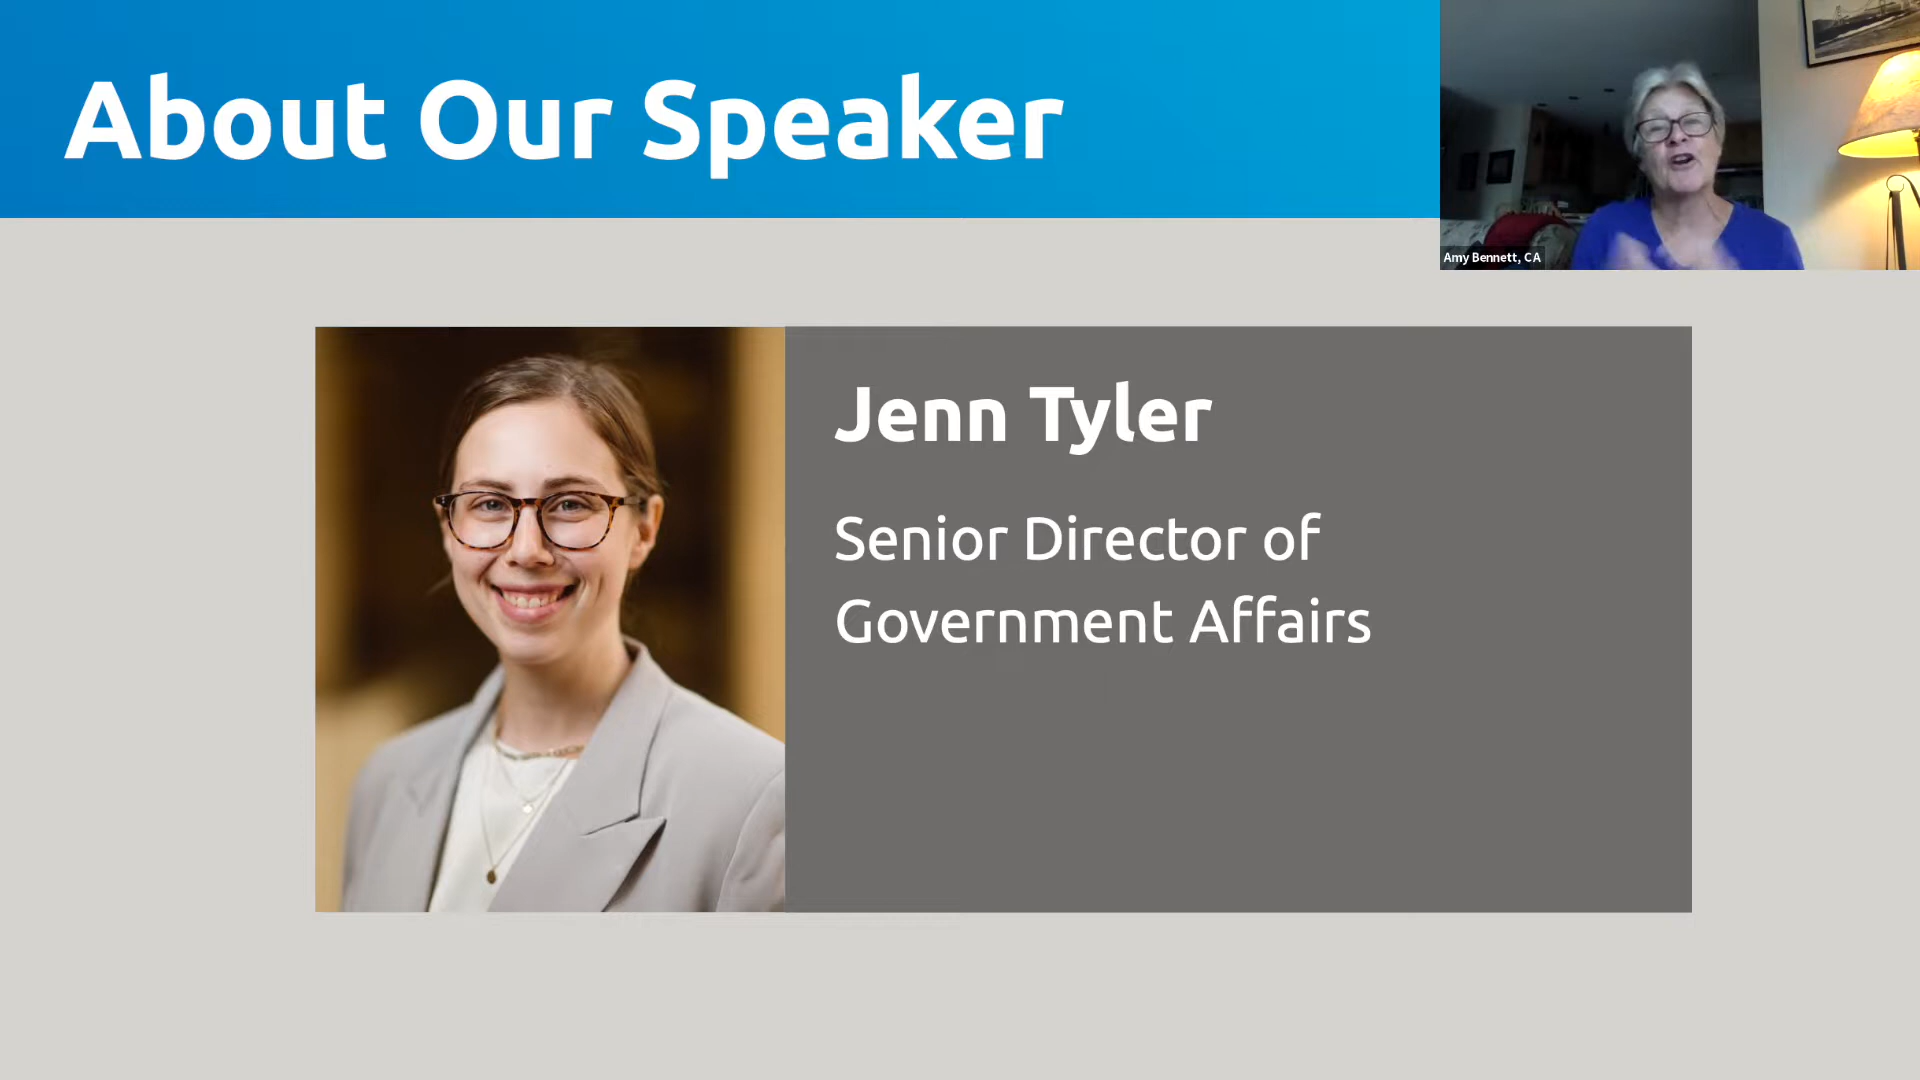 About Our Speaker
Amy Bennett, CA
Jenn Tyler
Senior Director of
Government Affairs